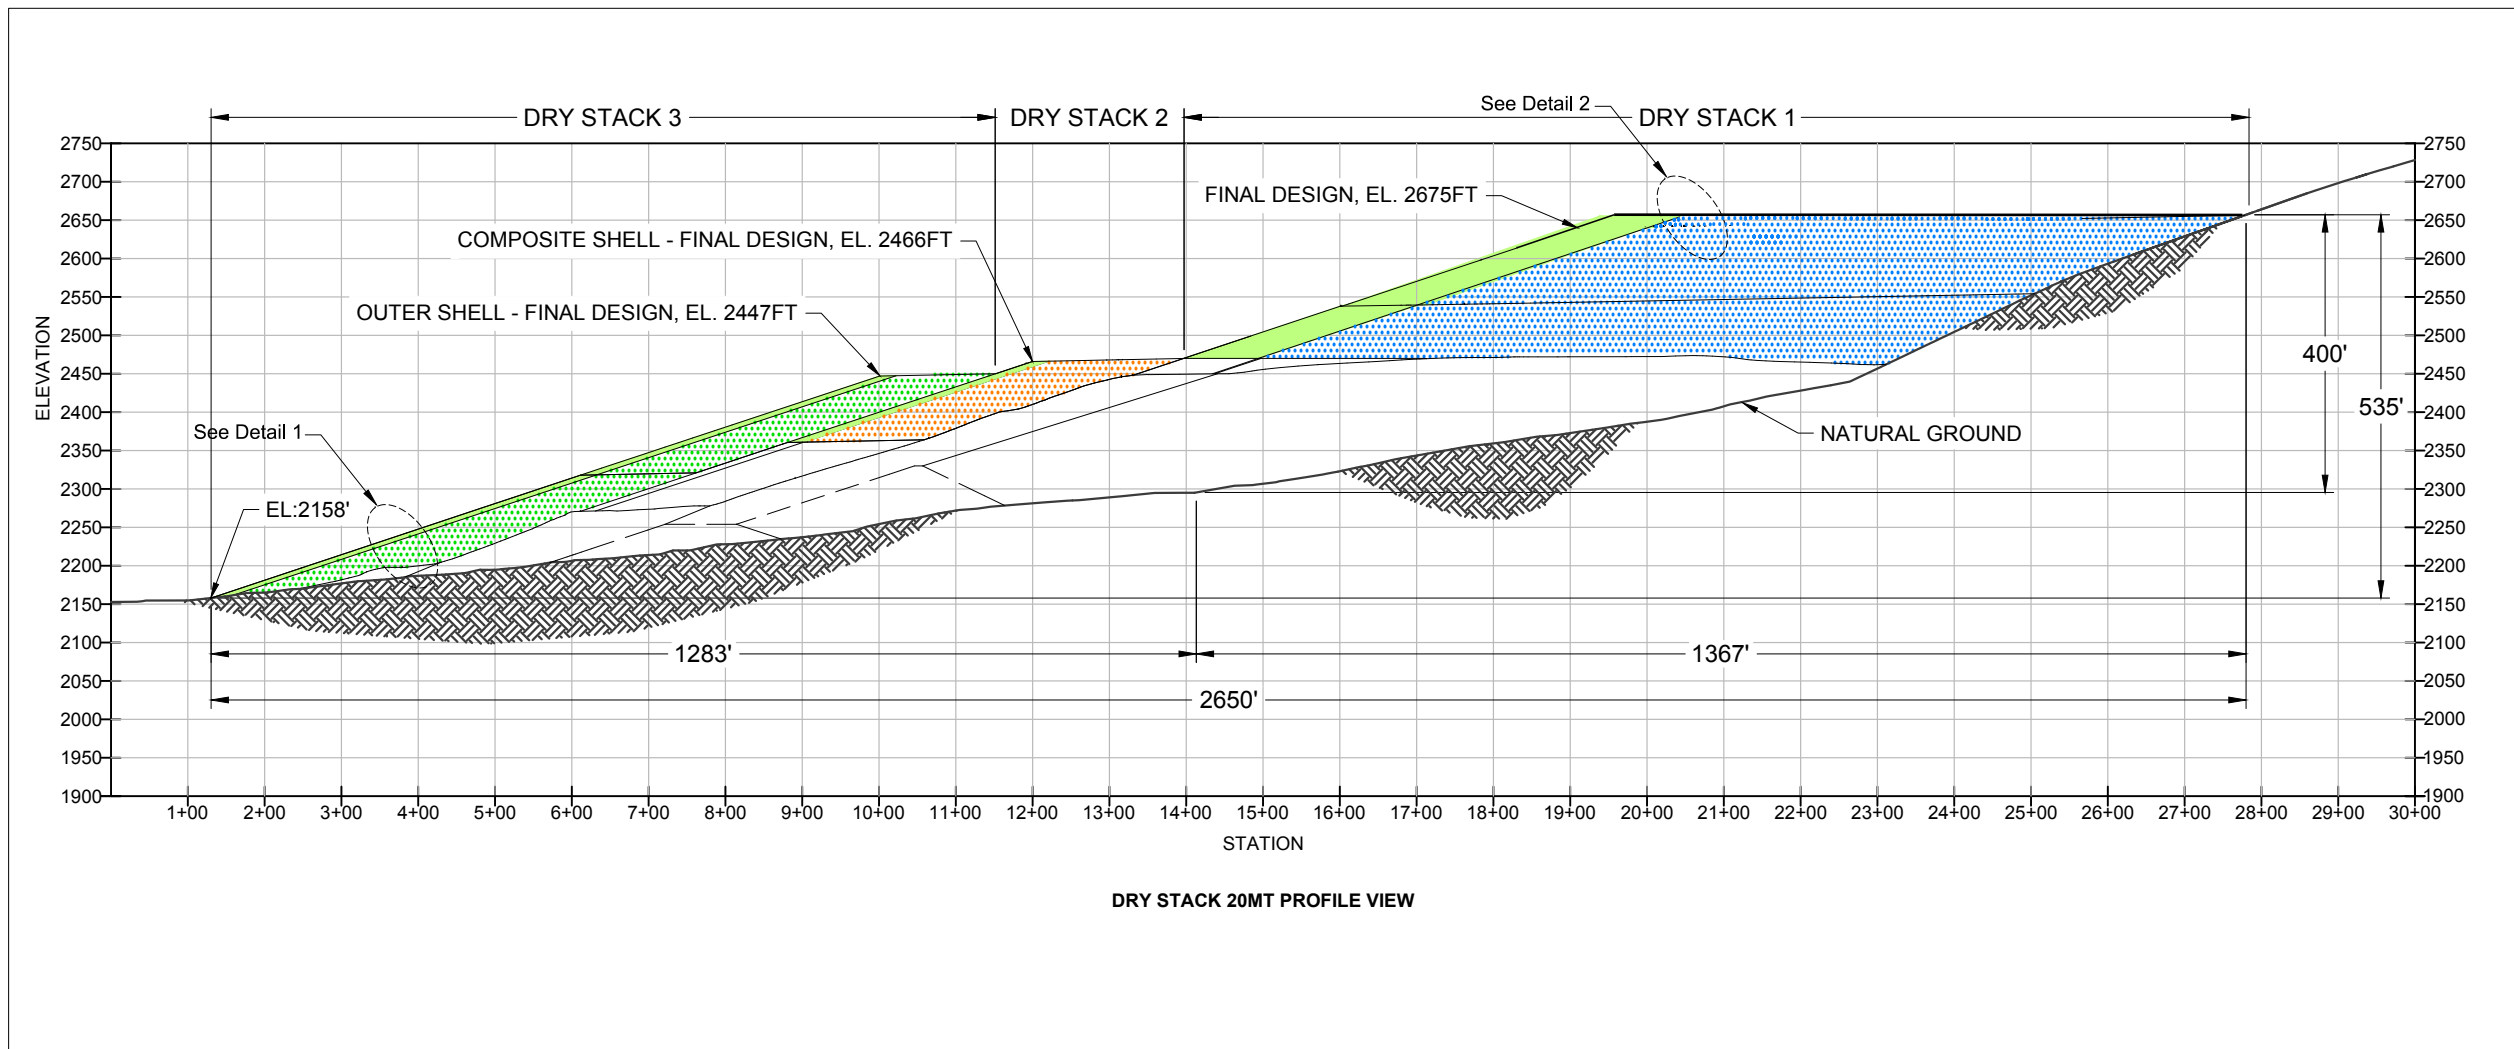 DRY STACK 3
DRY STACK 2
See Detail 2
DRY STACK 1
2750
2700
2650
2600
2550
2500
2450
2400
2350
2300
2250
2200
2150
2100
2050
2000
1950
1900
ELEVATION
FINAL DESIGN, EL. 2675FT
COMPOSITE SHELL - FINAL DESIGN, EL. 2466FT
OUTER SHELL - FINAL DESIGN, EL. 2447FT
See Detail 1
EL:2158'
NATURAL GROUND
400'
535'
1283'
1367'
2650'
2750
2700
2650
2600
2550
2500
2450
2400
2350
2300
2250
2200
2150
2100
2050
2000
1950
1900
1+00 2+00 3+00 4+00 5+00 6+00 7+00 8+00 9+00 10+00 11+00 12+00 13+00 14+00 15+00 16+00 17+00 18+00 19+00 20+00 21+00 22+00 23+00 24+00 25+00 26+00 27+00 28+00 29+00 30+00
STATION
DRY STACK 20MT PROFILE VIEW